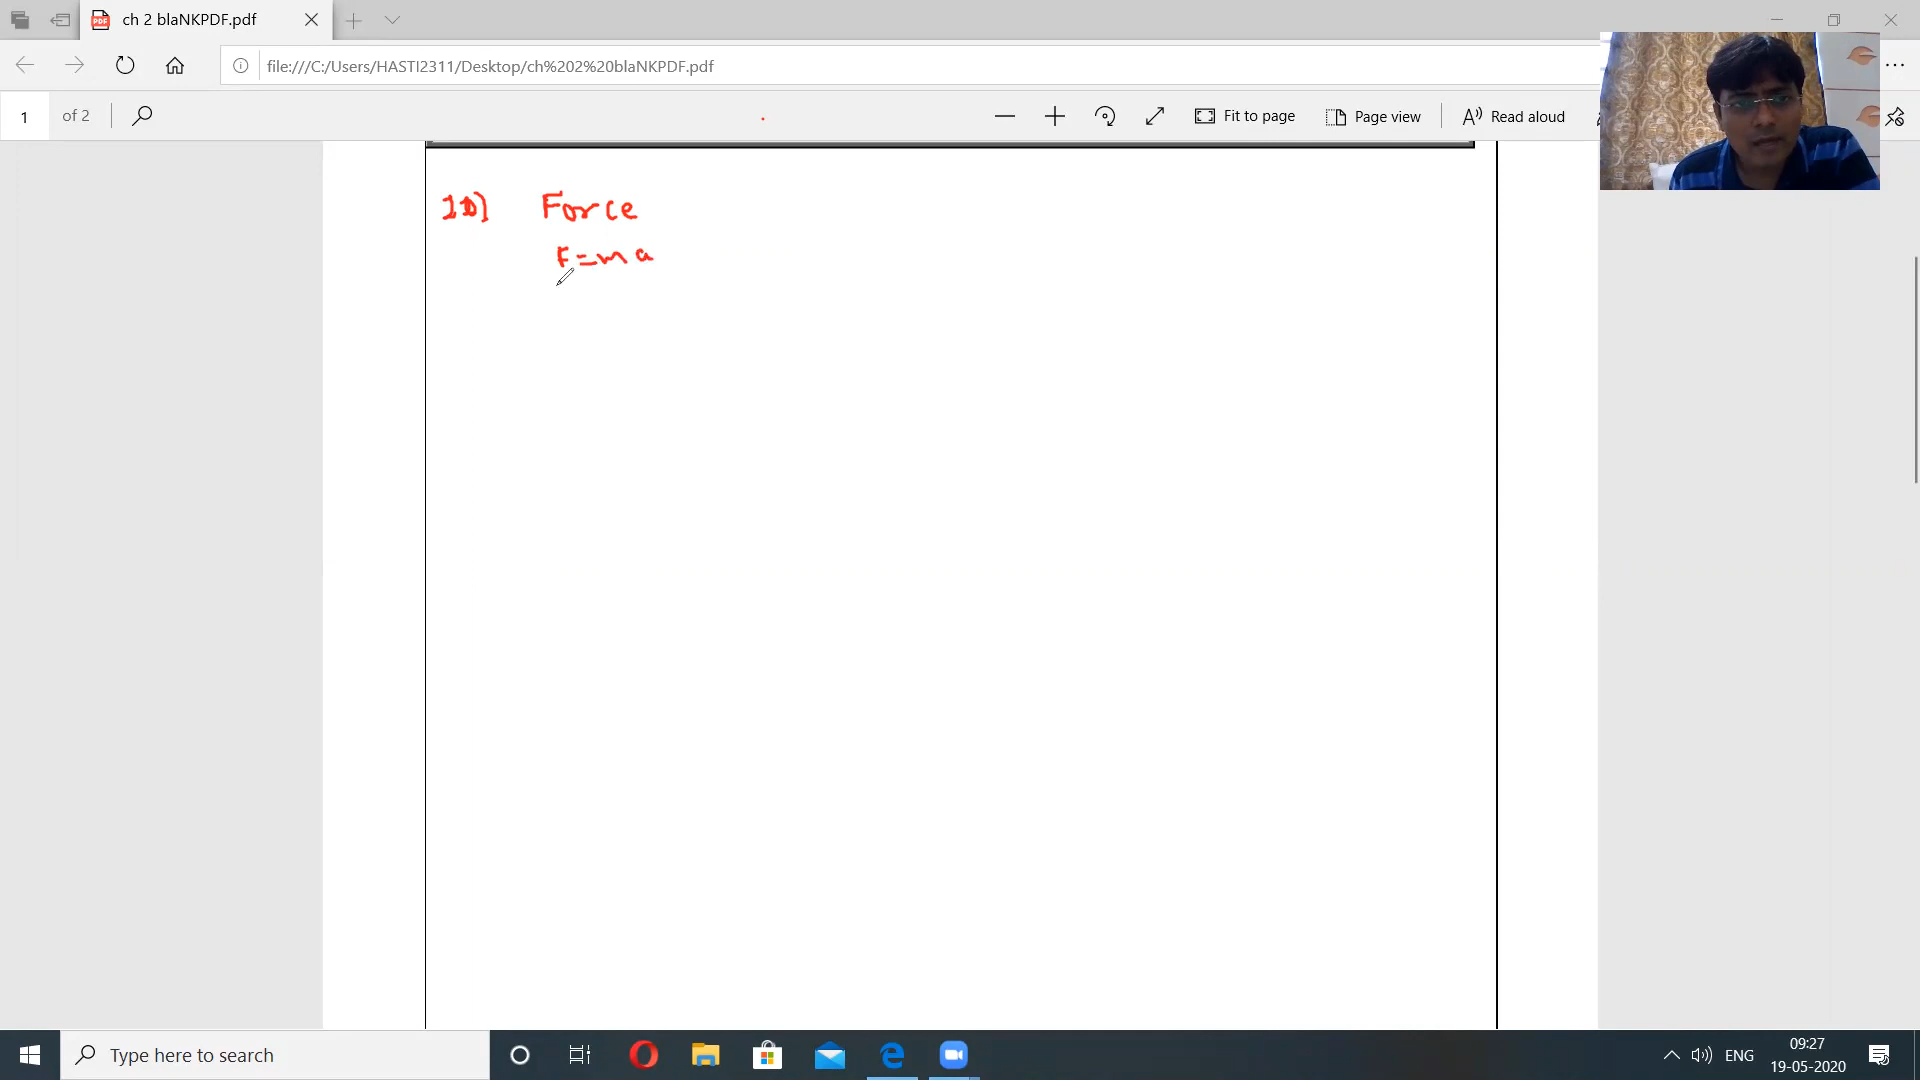 ch 2 blaNKPDF.pdf
file:///C:/Users/HASTI2311/Desktop/ch%202%20blaNKPDF.pdf
1 of 2
Fit to page
Page view
Read aloud
10) Force
F=ma
Type here to search
ENG
09:27
19-05-2020